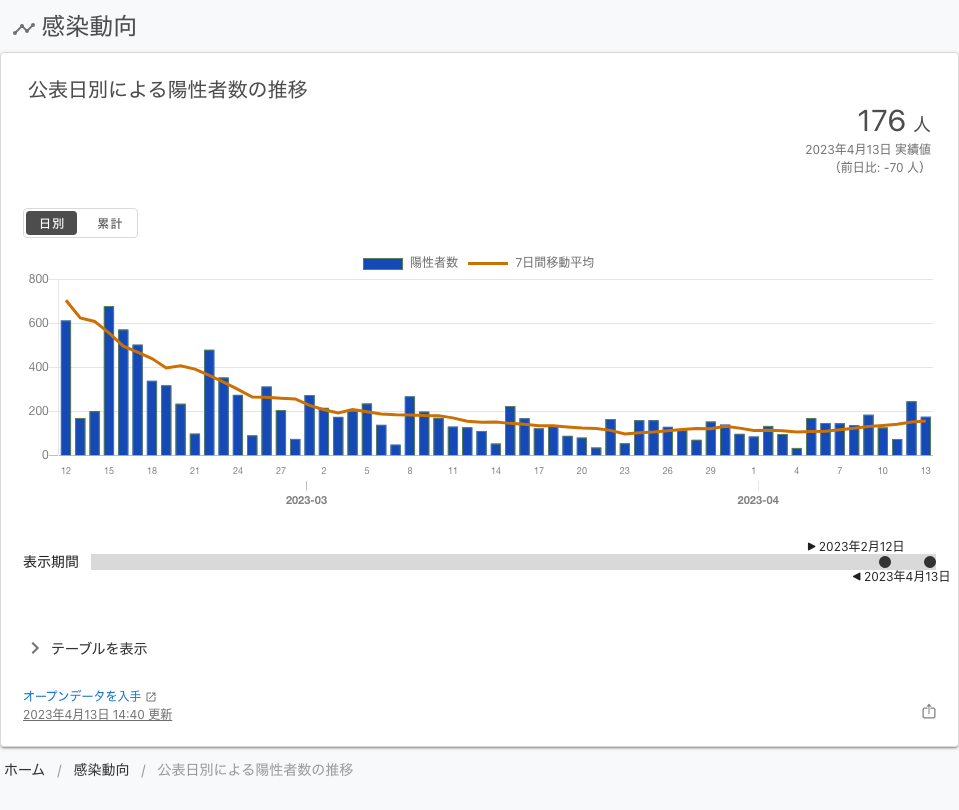 感染動向
公表日別による陽性者数の推移
176 人
2023年4月13日 実績値
（前日比: -70 人）
日別 累計
陽性者数 7日間移動平均
800
600
400
200
0
12 15 18 21 24 27 2 5 8 11 14 17 20 23 26 29 1 4 7 10 13
2023-03 2023-04
▶ 2023年2月12日
表示期間
◀ 2023年4月13日
テーブルを表示
オープンデータを入手
2023年4月13日 14:40 更新
ホーム / 感染動向 / 公表日別による陽性者数の推移